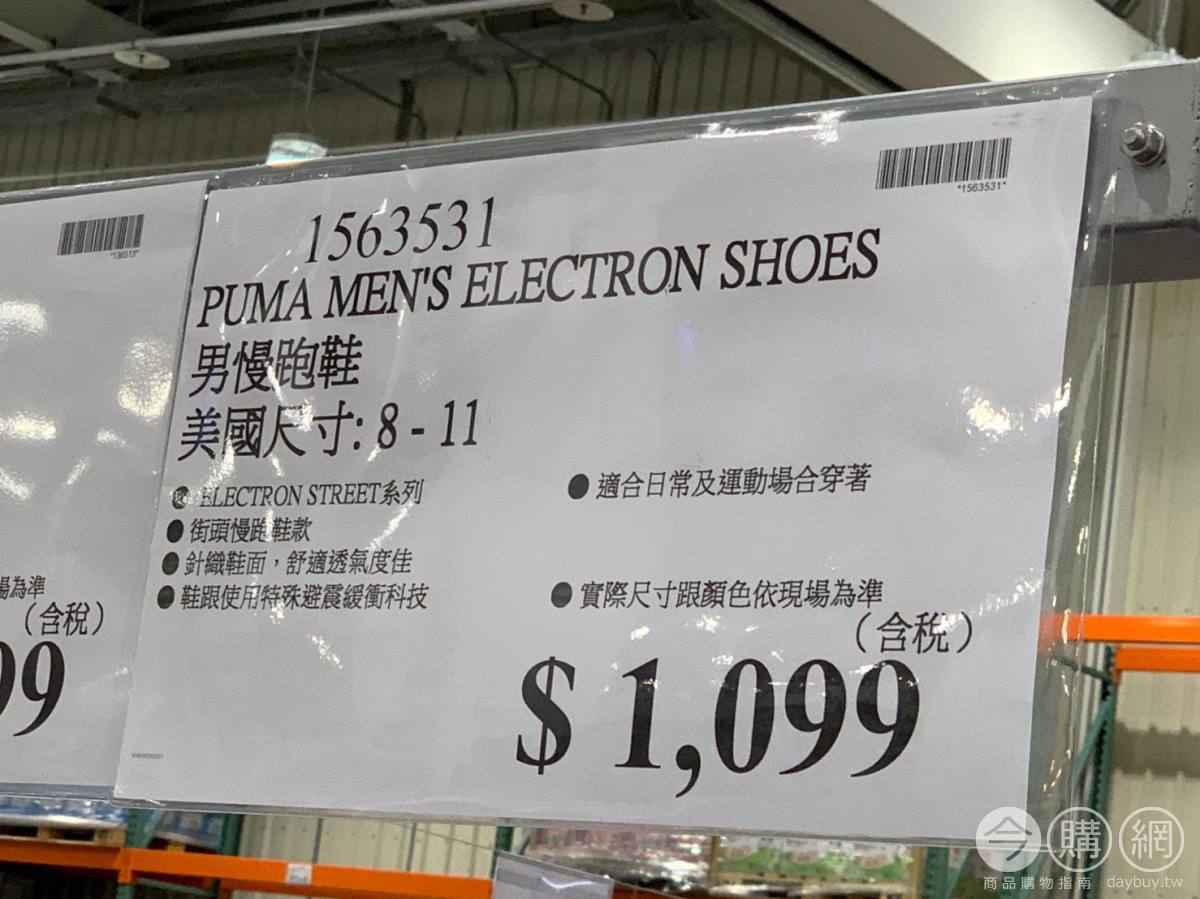 *136513*
場為準
(含稅)
99
*1563531*
1563531
PUMA MEN'S ELECTRON SHOES
男慢跑鞋
美國尺寸: 8 - 11
● ELECTRON STREET系列
● 街頭慢跑鞋款
● 針織鞋面，舒適透氣度佳
● 鞋跟使用特殊避震緩衝科技
● 適合日常及運動場合穿著
● 實際尺寸跟顏色依現場為準
(含稅)
$ 1,099
今購網
商品購物指南 daybuy.tw